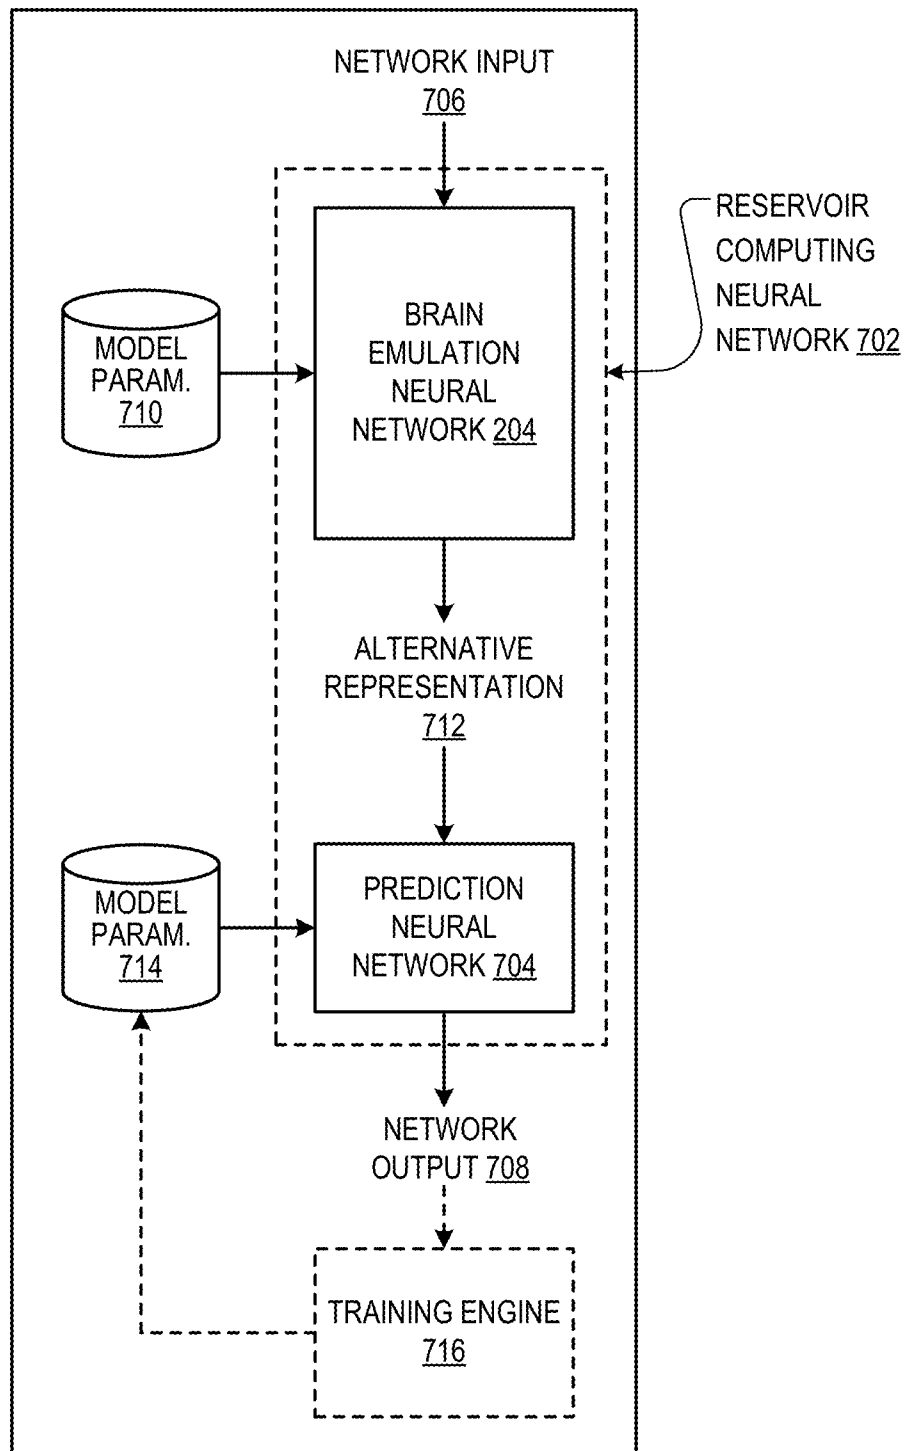 NETWORK INPUT
706
RESERVOIR
COMPUTING
NEURAL
NETWORK 702
BRAIN
EMULATION
NEURAL
NETWORK 204
MODEL
PARAM.
710
ALTERNATIVE
REPRESENTATION
712
MODEL
PARAM.
714
PREDICTION
NEURAL
NETWORK 704
NETWORK
OUTPUT 708
TRAINING ENGINE
716